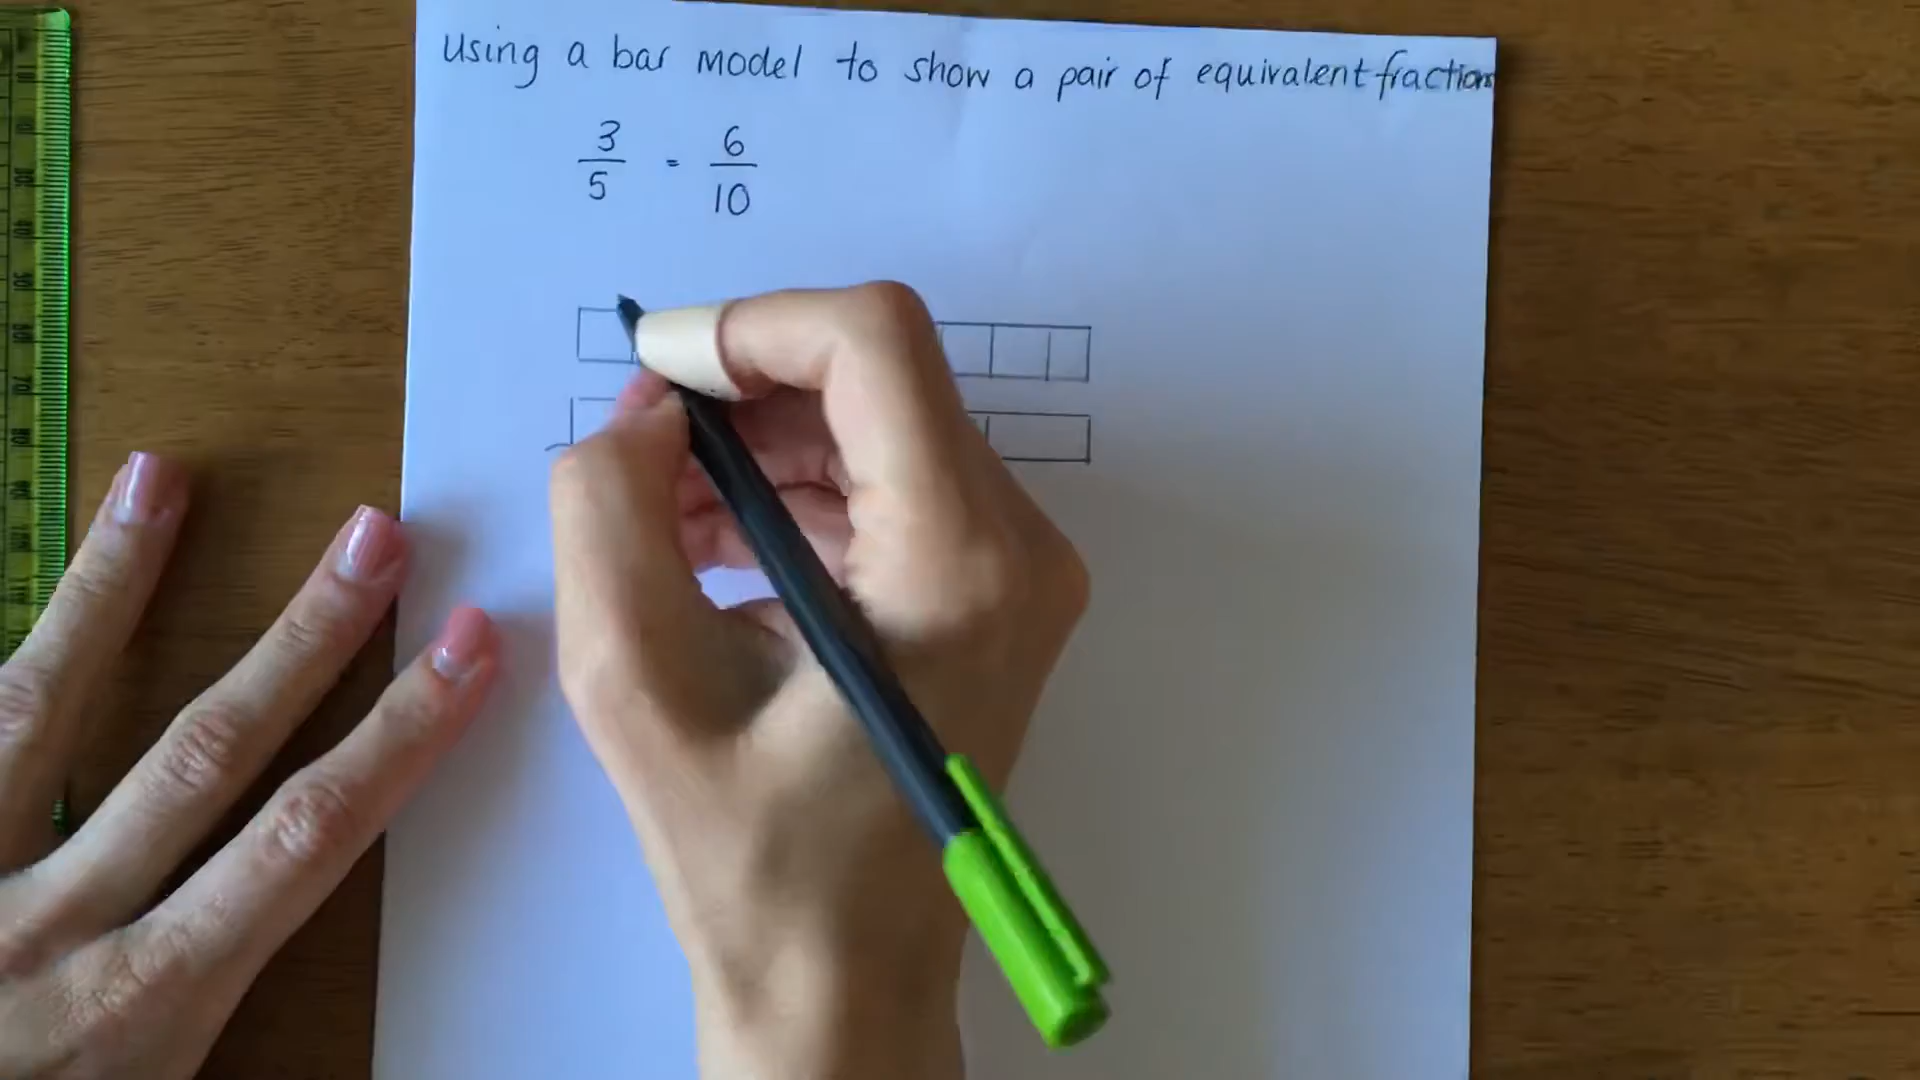 using a bar model to show a pair of equivalent fractions
3 = 6
5 10